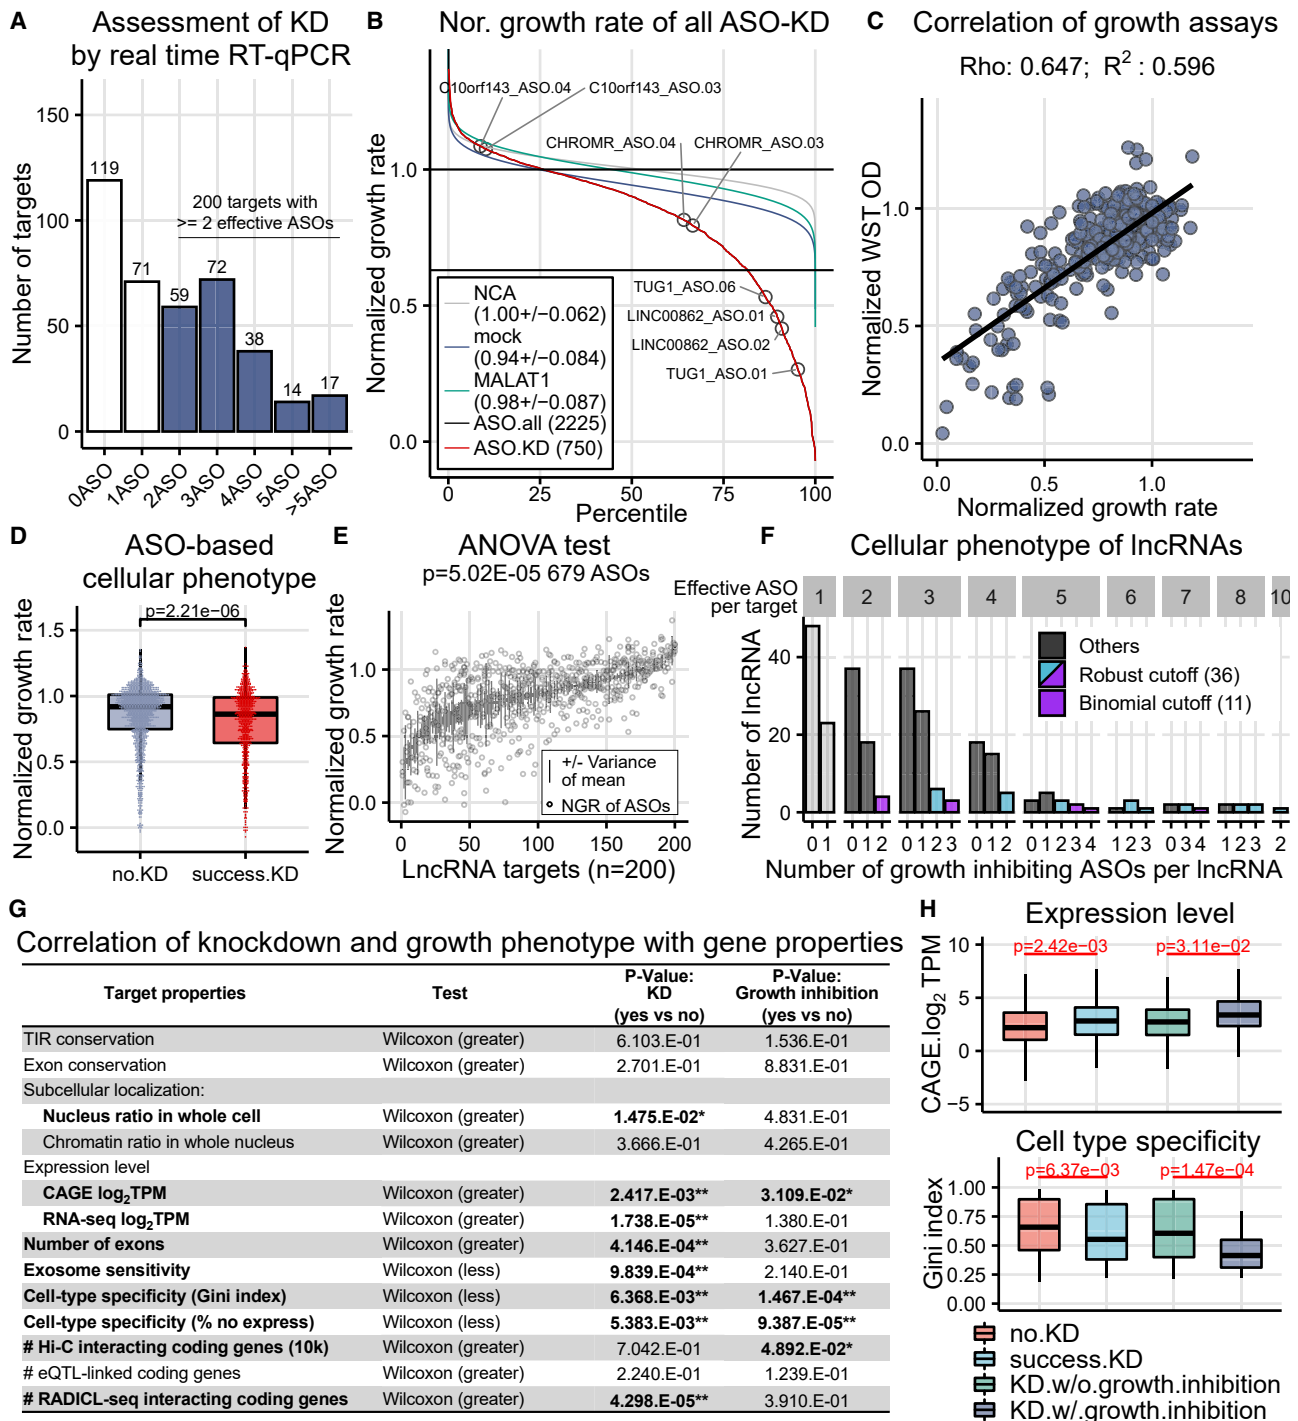 A
Assessment of KD
by real time RT-qPCR
Number of targets
150
100
50
0
119
71
59
72
38
14
17
200 targets with
>= 2 effective ASOs
0ASO
1ASO
2ASO
3ASO
4ASO
5ASO
>5ASO
B
Nor. growth rate of all ASO-KD
Normalized growth rate
1.0
0.5
0.0
C10orf143_ASO.04
C10orf143_ASO.03
CHROMR_ASO.04
CHROMR_ASO.03
TUG1_ASO.06
LINC00862_ASO.01
LINC00862_ASO.02
TUG1_ASO.01
NCA
(1.00+/−0.062)
mock
(0.94+/−0.084)
MALAT1
(0.98+/−0.087)
ASO.all (2225)
ASO.KD (750)
0
25
50
75
100
Percentile
C
Correlation of growth assays
Rho: 0.647; R² : 0.596
Normalized WST OD
1.0
0.5
0.0
0.0
0.5
1.0
Normalized growth rate
D
ASO-based
cellular phenotype
p=2.21e−06
Normalized growth rate
1.5
1.0
0.5
0.0
no.KD
success.KD
E
ANOVA test
p=5.02E-05 679 ASOs
Normalized growth rate
1.0
0.5
0.0
+/- Variance
of mean
NGR of ASOs
0
50
100
150
200
LncRNA targets (n=200)
F
Cellular phenotype of lncRNAs
Effective ASO
per target
1
2
3
4
5
6
7
8
10
Number of lncRNA
40
20
0
Others
Robust cutoff (36)
Binomial cutoff (11)
0 1
0 1 2
0 1 2 3
0 1 2
0 1 2 3 4
1 2 3
0 3 4
1 2 3
2
Number of growth inhibiting ASOs per lncRNA
G
Correlation of knockdown and growth phenotype with gene properties
Target properties
Test
P-Value:
KD
(yes vs no)
P-Value:
Growth inhibition
(yes vs no)
TIR conservation Wilcoxon (greater) 6.103.E-01 1.536.E-01
Exon conservation Wilcoxon (greater) 2.701.E-01 8.831.E-01
Subcellular localization:
Nucleus ratio in whole cell Wilcoxon (greater) 1.475.E-02* 4.831.E-01
Chromatin ratio in whole nucleus Wilcoxon (greater) 3.666.E-01 4.265.E-01
Expression level
CAGE log₂TPM Wilcoxon (greater) 2.417.E-03** 3.109.E-02*
RNA-seq log₂TPM Wilcoxon (greater) 1.738.E-05** 1.380.E-01
Number of exons Wilcoxon (greater) 4.146.E-04** 3.627.E-01
Exosome sensitivity Wilcoxon (less) 9.839.E-04** 2.140.E-01
Cell-type specificity (Gini index) Wilcoxon (less) 6.368.E-03** 1.467.E-04**
Cell-type specificity (% no express) Wilcoxon (less) 5.383.E-03** 9.387.E-05**
# Hi-C interacting coding genes (10k) Wilcoxon (greater) 7.042.E-01 4.892.E-02*
# eQTL-linked coding genes Wilcoxon (greater) 2.240.E-01 1.239.E-01
# RADICL-seq interacting coding genes Wilcoxon (greater) 4.298.E-05** 3.910.E-01
H
Expression level
CAGE.log₂ TPM
10
5
0
−5
p=2.42e−03
p=3.11e−02
Cell type specificity
Gini index
1.00
0.75
0.50
0.25
0.00
p=6.37e−03
p=1.47e−04
no.KD
success.KD
KD.w/o.growth.inhibition
KD.w/.growth.inhibition